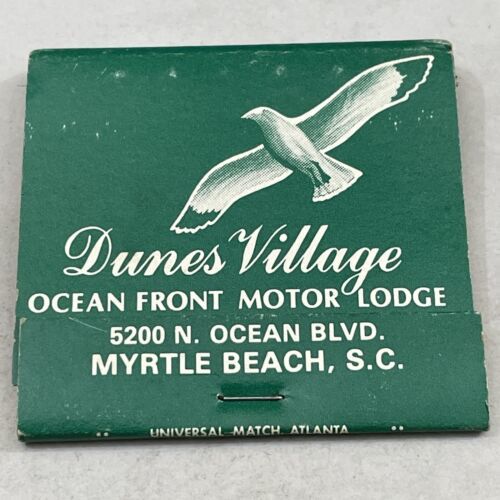 Dunes Village
OCEAN FRONT MOTOR LODGE
5200 N. OCEAN BLVD.
MYRTLE BEACH, S.C.
UNIVERSAL MATCH, ATLANTA